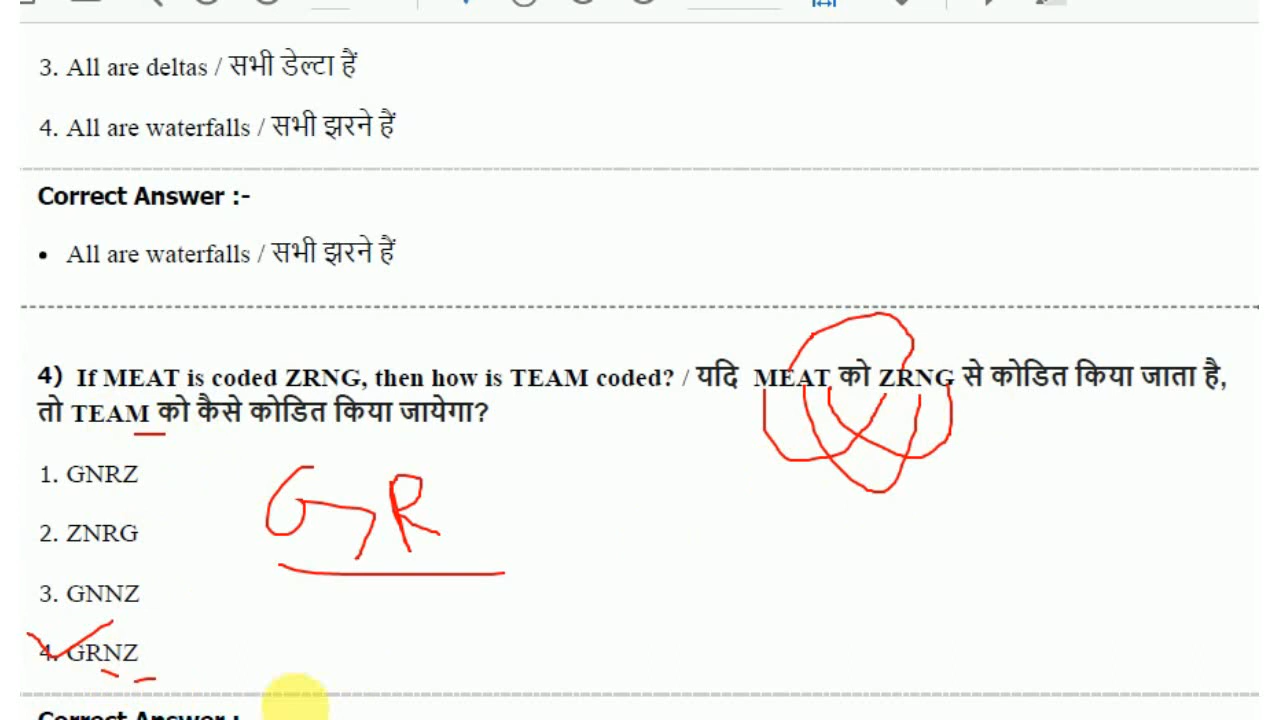 3. All are deltas / सभी डेल्टा हैं
4. All are waterfalls / सभी झरने हैं
Correct Answer :-
• All are waterfalls / सभी झरने हैं
4) If MEAT is coded ZRNG, then how is TEAM coded? / यदि MEAT को ZRNG से कोडित किया जाता है,
तो TEAM को कैसे कोडित किया जायेगा?
1. GNRZ
GR
2. ZNRG
3. GNNZ
4. GRNZ
Correct Answer :